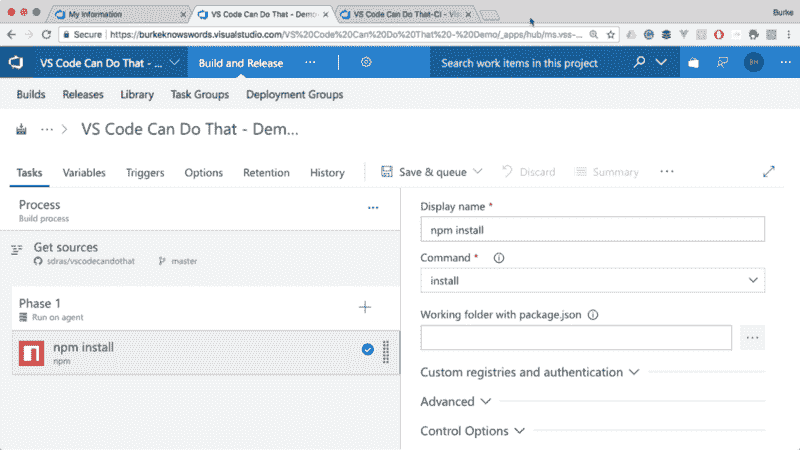 My Information
VS Code Can Do That - Demo
VS Code Can Do That-CI - Visu
Burke
Secure
https://burkeknowswords.visualstudio.com/VS%20Code%20Can%20Do%20That%20-%20Demo/_apps/hub/ms.vss-...
VS Code Can Do That - ...
Build and Release
...
Search work items in this project
BH
Builds
Releases
Library
Task Groups
Deployment Groups
... > VS Code Can Do That - Dem...
Tasks
Variables
Triggers
Options
Retention
History
Save & queue
Discard
Summary
...
Process
Build process
...
Get sources
sdras/vscodecandothat
master
Phase 1
Run on agent
npm install
npm
Display name *
npm install
Command *
install
Working folder with package.json
...
Custom registries and authentication
Advanced
Control Options